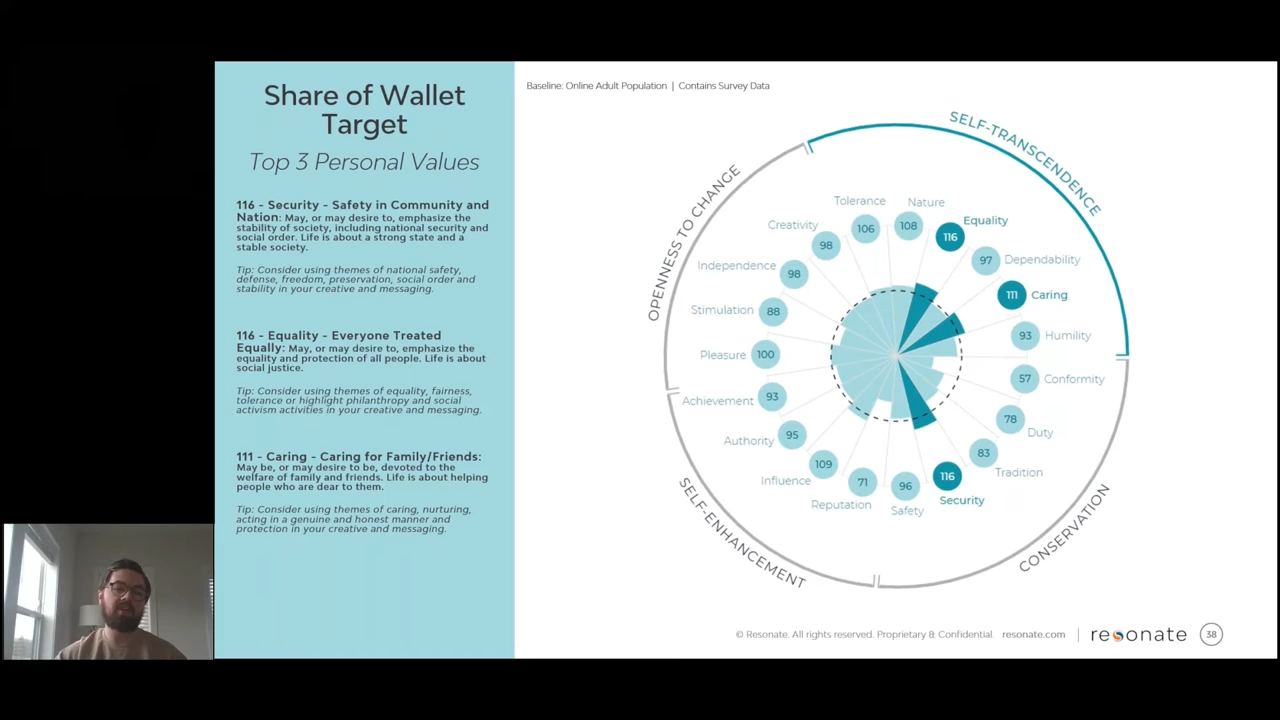 Share of Wallet
Target
Top 3 Personal Values
116 - Security - Safety in Community and
Nation: May, or may desire to, emphasize the
stability of society, including national security and
social order. Life is about a strong state and a
stable society.
Tip: Consider using themes of national safety,
defense, freedom, preservation, social order and
stability in your creative and messaging.
116 - Equality - Everyone Treated
Equally: May, or may desire to, emphasize the
equality and protection of all people. Life is about
social justice.
Tip: Consider using themes of equality, fairness,
tolerance or highlight philanthropy and social
activism activities in your creative and messaging.
111 - Caring - Caring for Family/Friends:
May be, or may desire to be, devoted to the
welfare of family and friends. Life is about helping
people who are dear to them.
Tip: Consider using themes of caring, nurturing,
acting in a genuine and honest manner and
protection in your creative and messaging.
Baseline: Online Adult Population | Contains Survey Data
SELF-TRANSCENDENCE
OPENNESS TO CHANGE
SELF-ENHANCEMENT
CONSERVATION
Tolerance
106
Nature
108
Equality
116
Dependability
97
Caring
111
Humility
93
Conformity
57
Duty
78
Tradition
83
Security
116
Safety
96
Reputation
71
Influence
109
Authority
95
Achievement
93
Pleasure
100
Stimulation
88
Independence
98
Creativity
98
© Resonate. All rights reserved. Proprietary & Confidential resonate.com | resonate 38